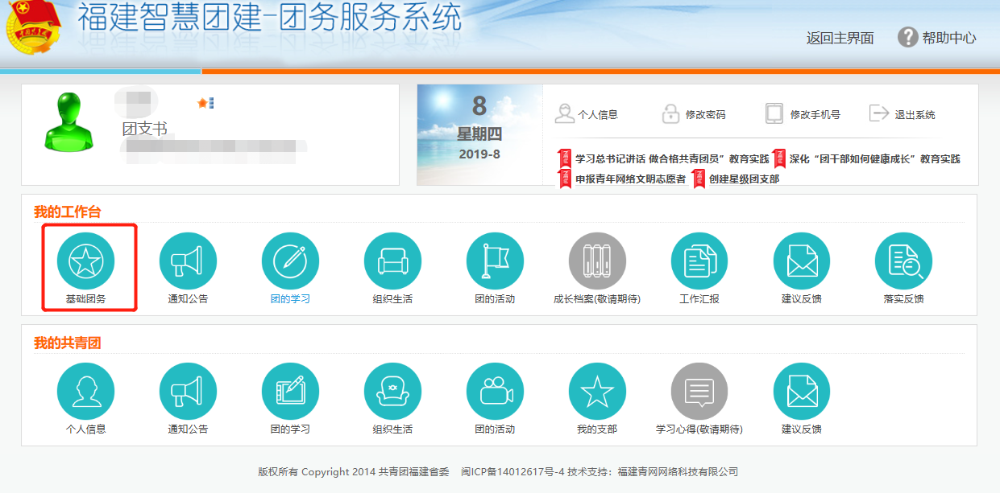 福建智慧团建-团务服务系统
返回主界面 ? 帮助中心
团支书
8
星期四
2019-8
个人信息 修改密码 修改手机号 退出系统
学习总书记讲话 做合格共青团员”教育实践 深化“团干部如何健康成长”教育实践
申报青年网络文明志愿者 创建星级团支部
我的工作台
基础团务 通知公告 团的学习 组织生活 团的活动 成长档案(敬请期待) 工作汇报 建议反馈 落实反馈
我的共青团
个人信息 通知公告 团的学习 组织生活 团的活动 我的支部 学习心得(敬请期待) 建议反馈
版权所有 Copyright 2014 共青团福建省委 闽ICP备14012617号-4 技术支持：福建青网网络科技有限公司